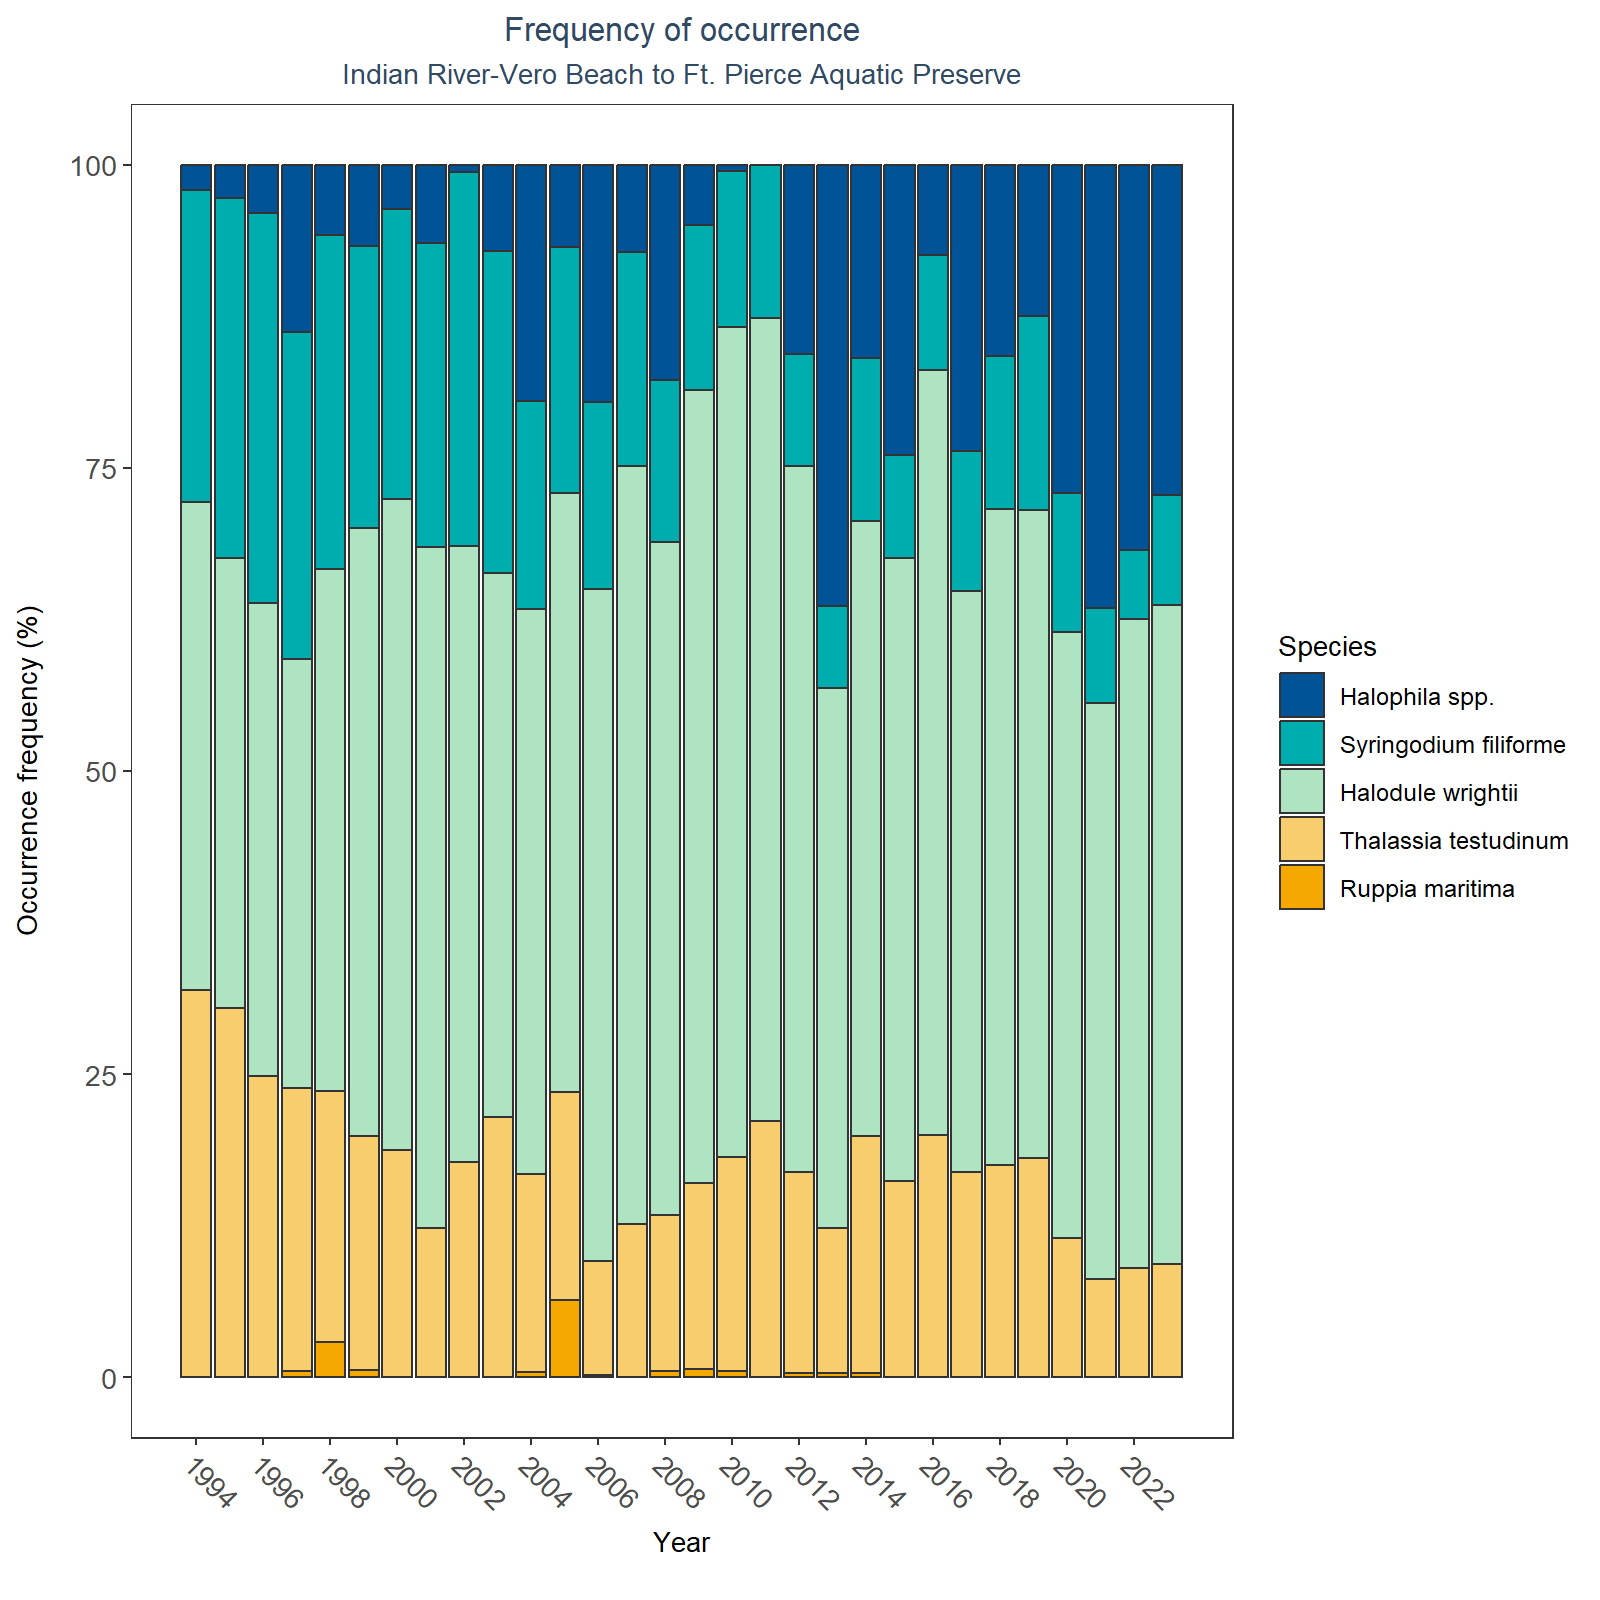 Frequency of occurrence
Indian River-Vero Beach to Ft. Pierce Aquatic Preserve
Occurrence frequency (%)
100
75
50
25
0
1994
1996
1998
2000
2002
2004
2006
2008
2010
2012
2014
2016
2018
2020
2022
Year
Species
Halophila spp.
Syringodium filiforme
Halodule wrightii
Thalassia testudinum
Ruppia maritima